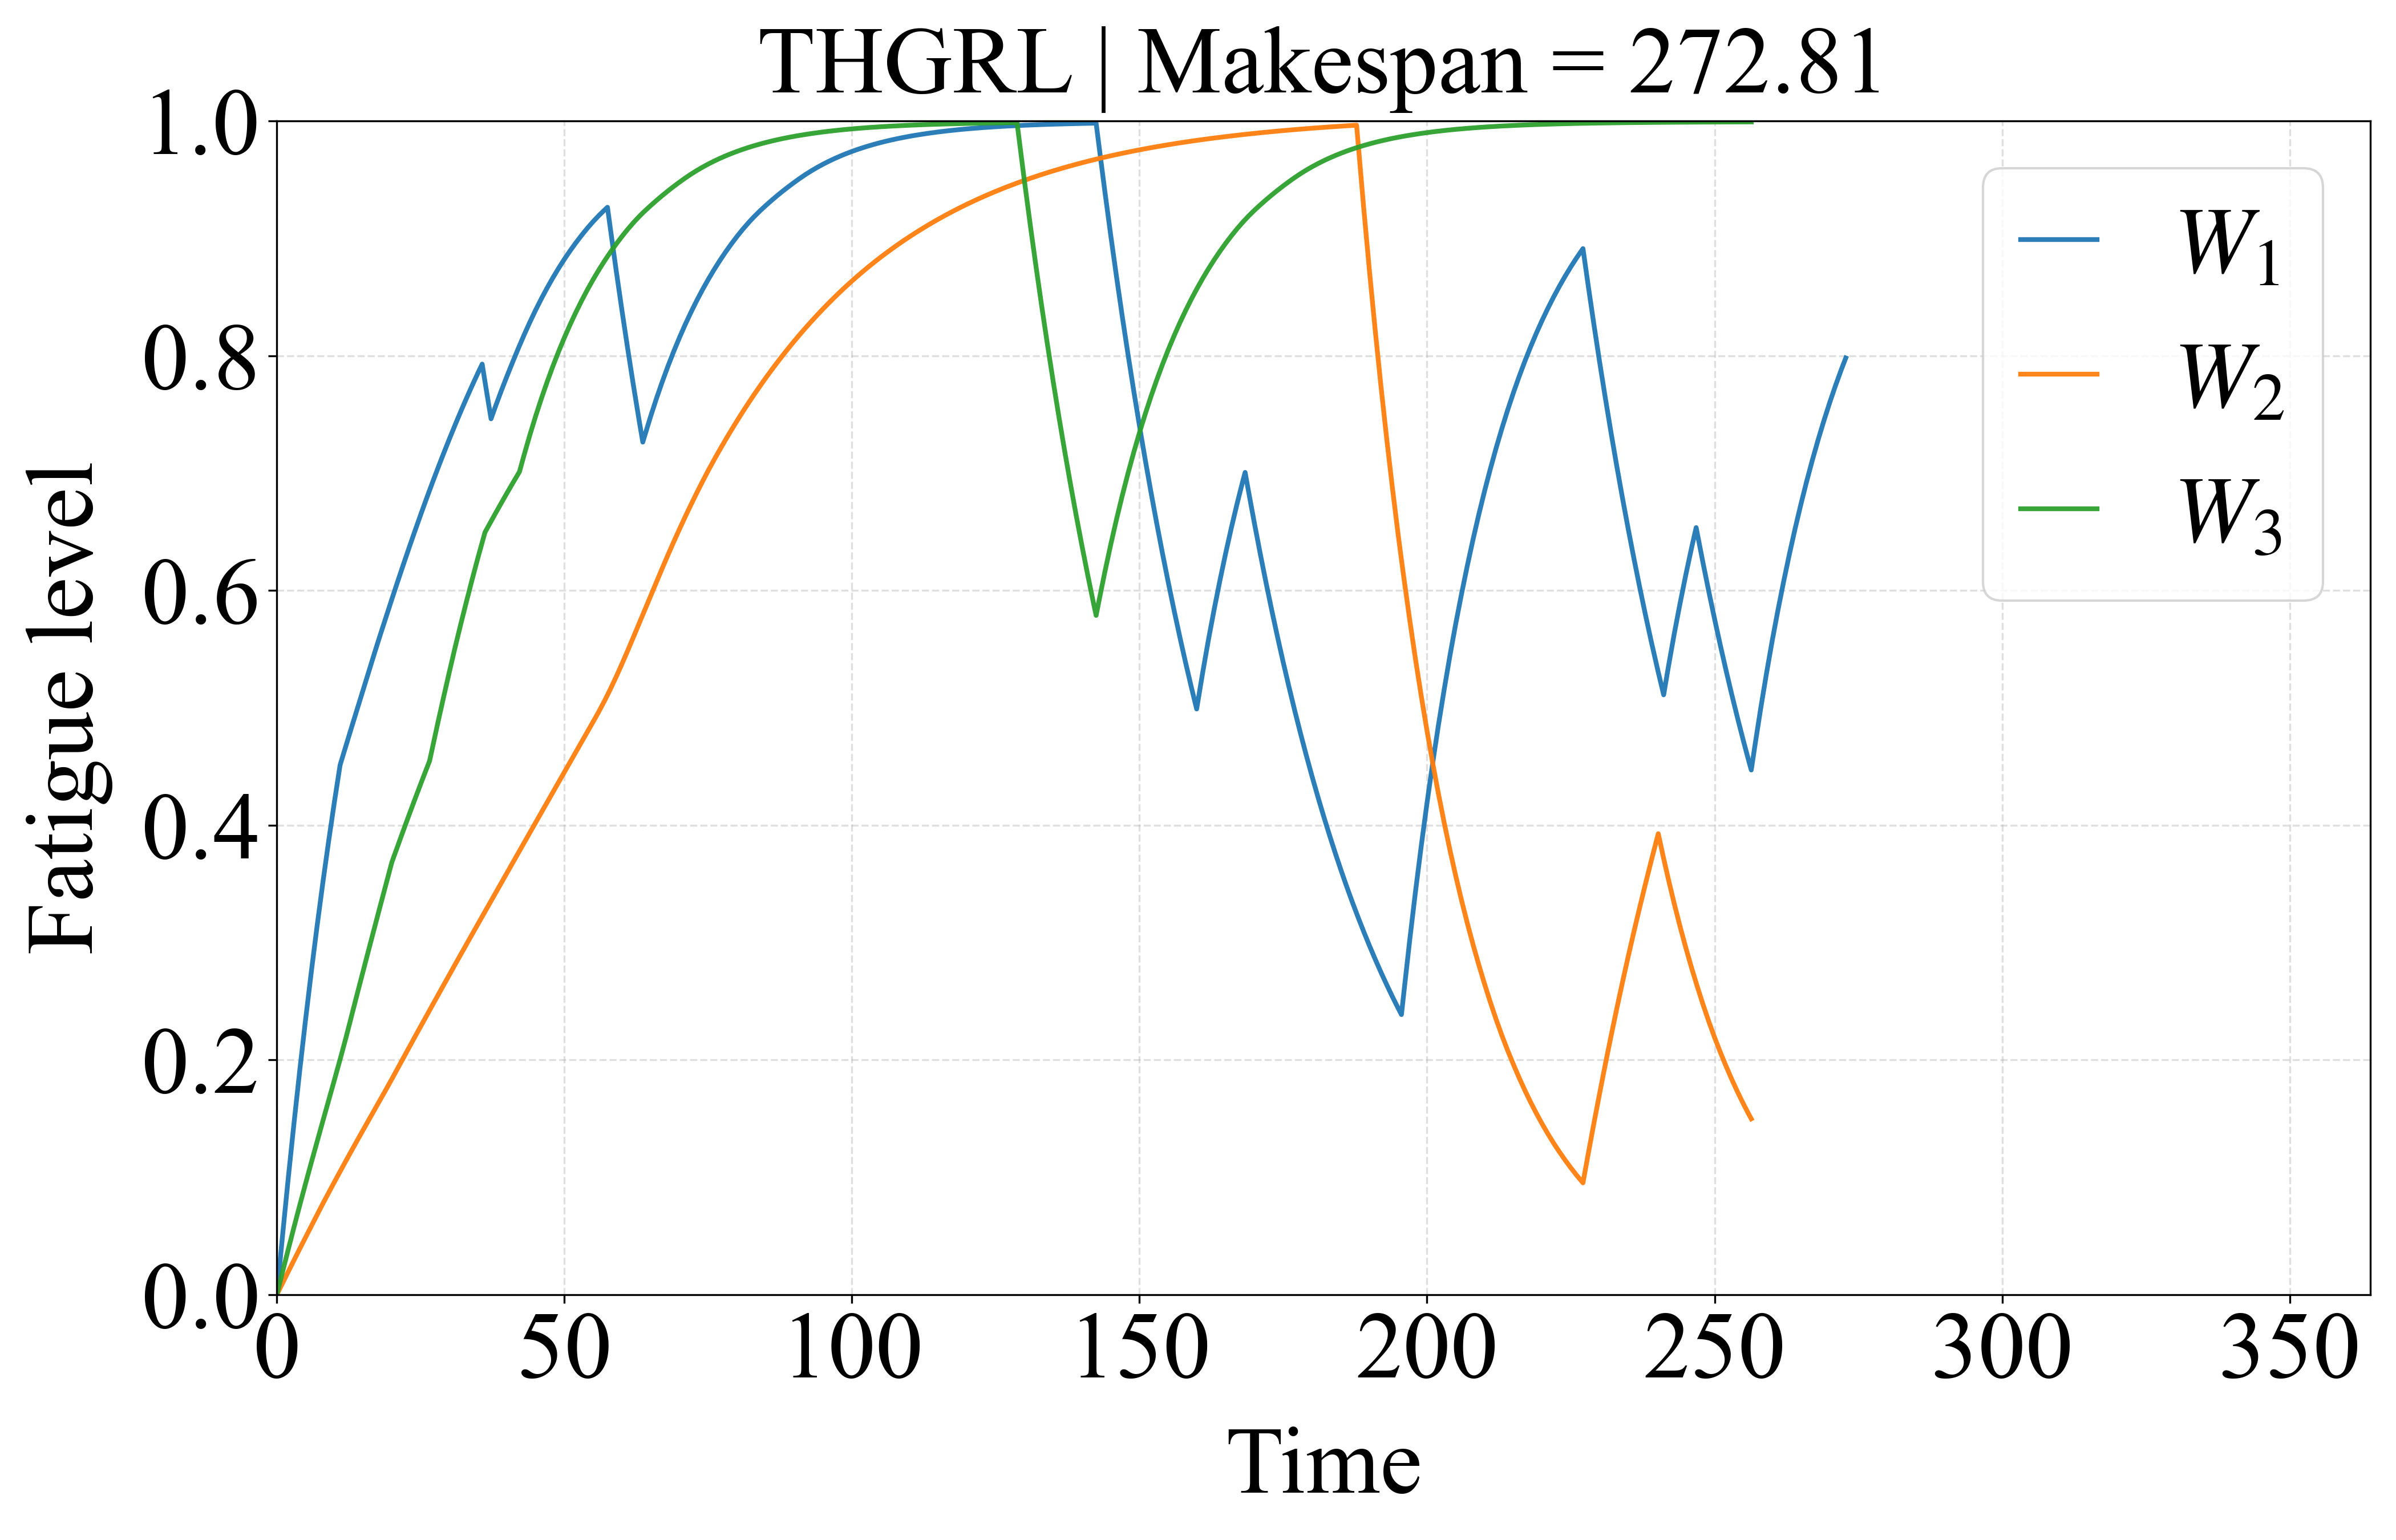 THGRL | Makespan = 272.81
Fatigue level
1.0
0.8
0.6
0.4
0.2
0.0
0 50 100 150 200 250 300 350
Time
W₁
W₂
W₃